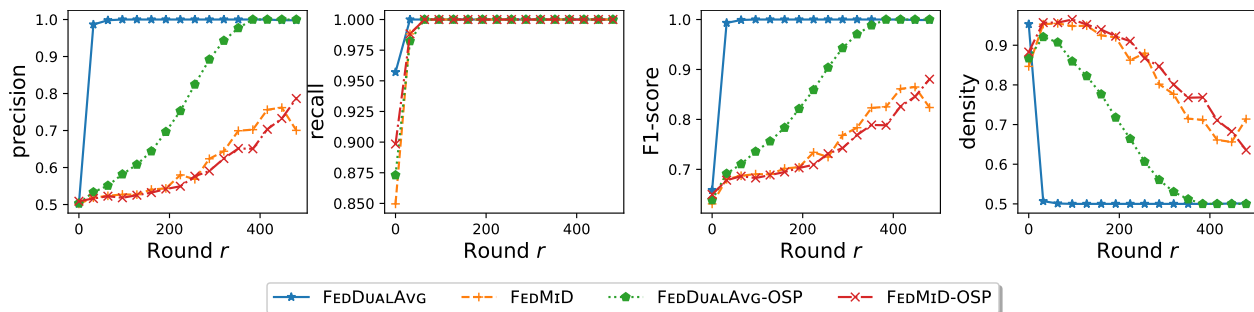 precision
1.0
0.9
0.8
0.7
0.6
0.5
0 200 400
Round r
recall
1.000
0.975
0.950
0.925
0.900
0.875
0.850
0 200 400
Round r
F1-score
1.0
0.9
0.8
0.7
0 200 400
Round r
density
0.9
0.8
0.7
0.6
0.5
0 200 400
Round r
FEDDUALAVG FEDMID FEDDUALAVG-OSP FEDMID-OSP